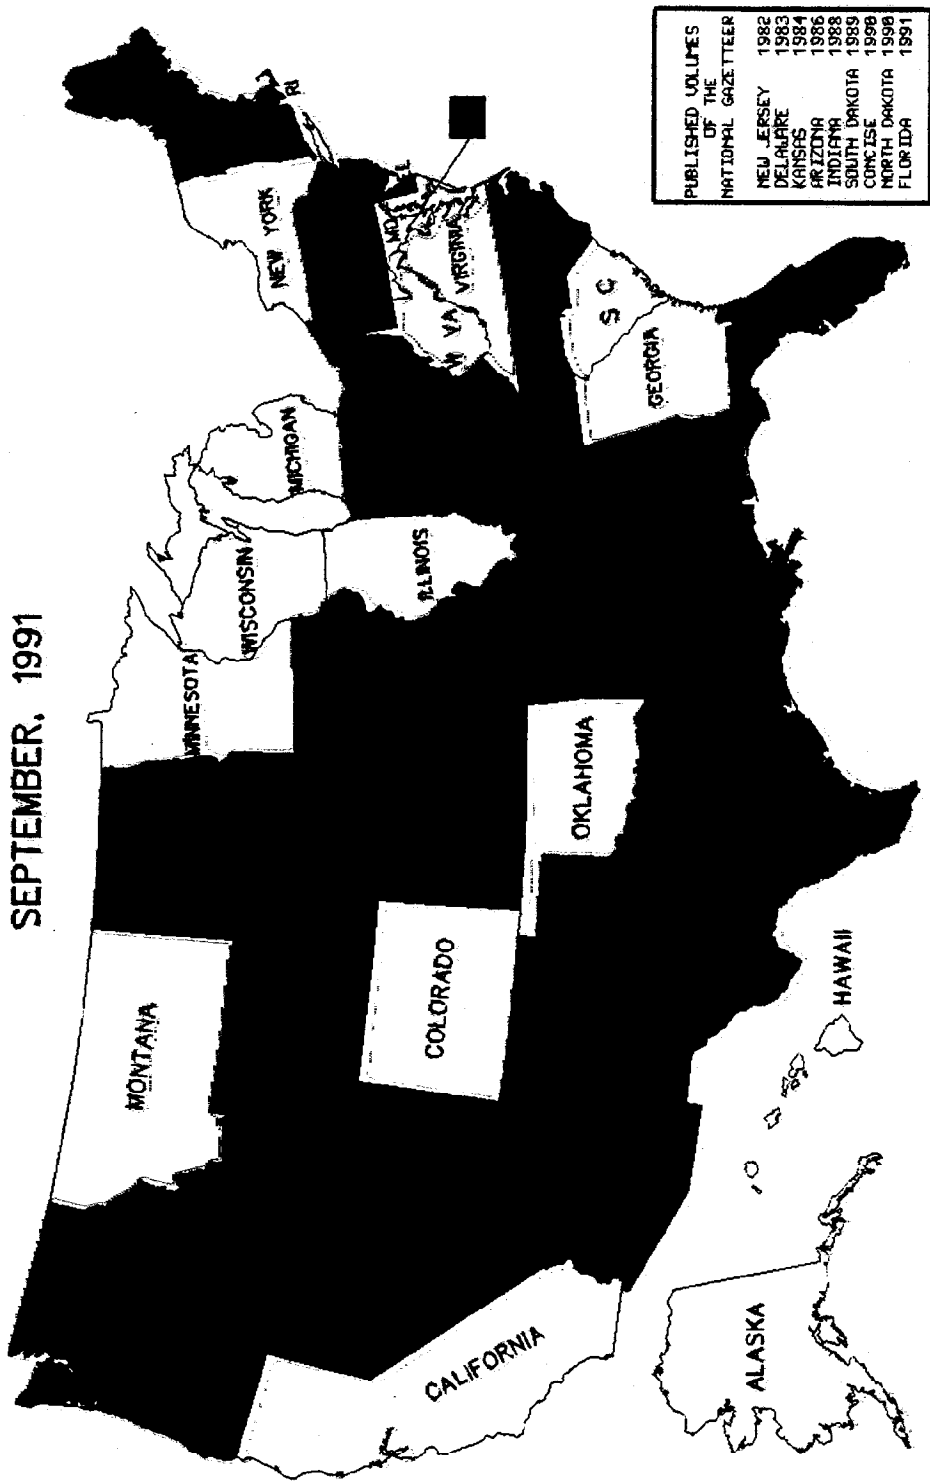 SEPTEMBER, 1991
MONTANA
MINNESOTA
WISCONSIN
MICHIGAN
NEW YORK
RI
CALIFORNIA
COLORADO
OKLAHOMA
ILLINOIS
W VA
VIRGINIA
MD
GEORGIA
S C
ALASKA
HAWAII
PUBLISHED VOLUMES
OF THE
NATIONAL GAZETTEER
NEW JERSEY 1982
DELAWARE 1983
KANSAS 1984
ARIZONA 1986
INDIANA 1988
SOUTH DAKOTA 1989
CONCISE 1990
NORTH DAKOTA 1990
FLORIDA 1991